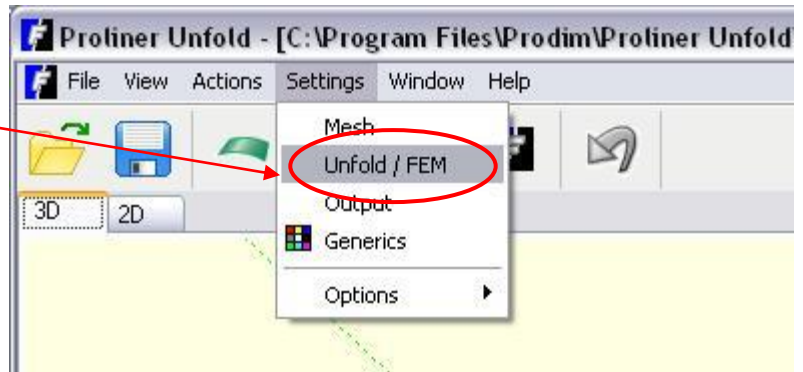 Proliner Unfold - [C:\Program Files\Prodim\Proliner Unfold\
File View Actions Settings Window Help
Mesh
Unfold / FEM
Output
Generics
Options
3D 2D